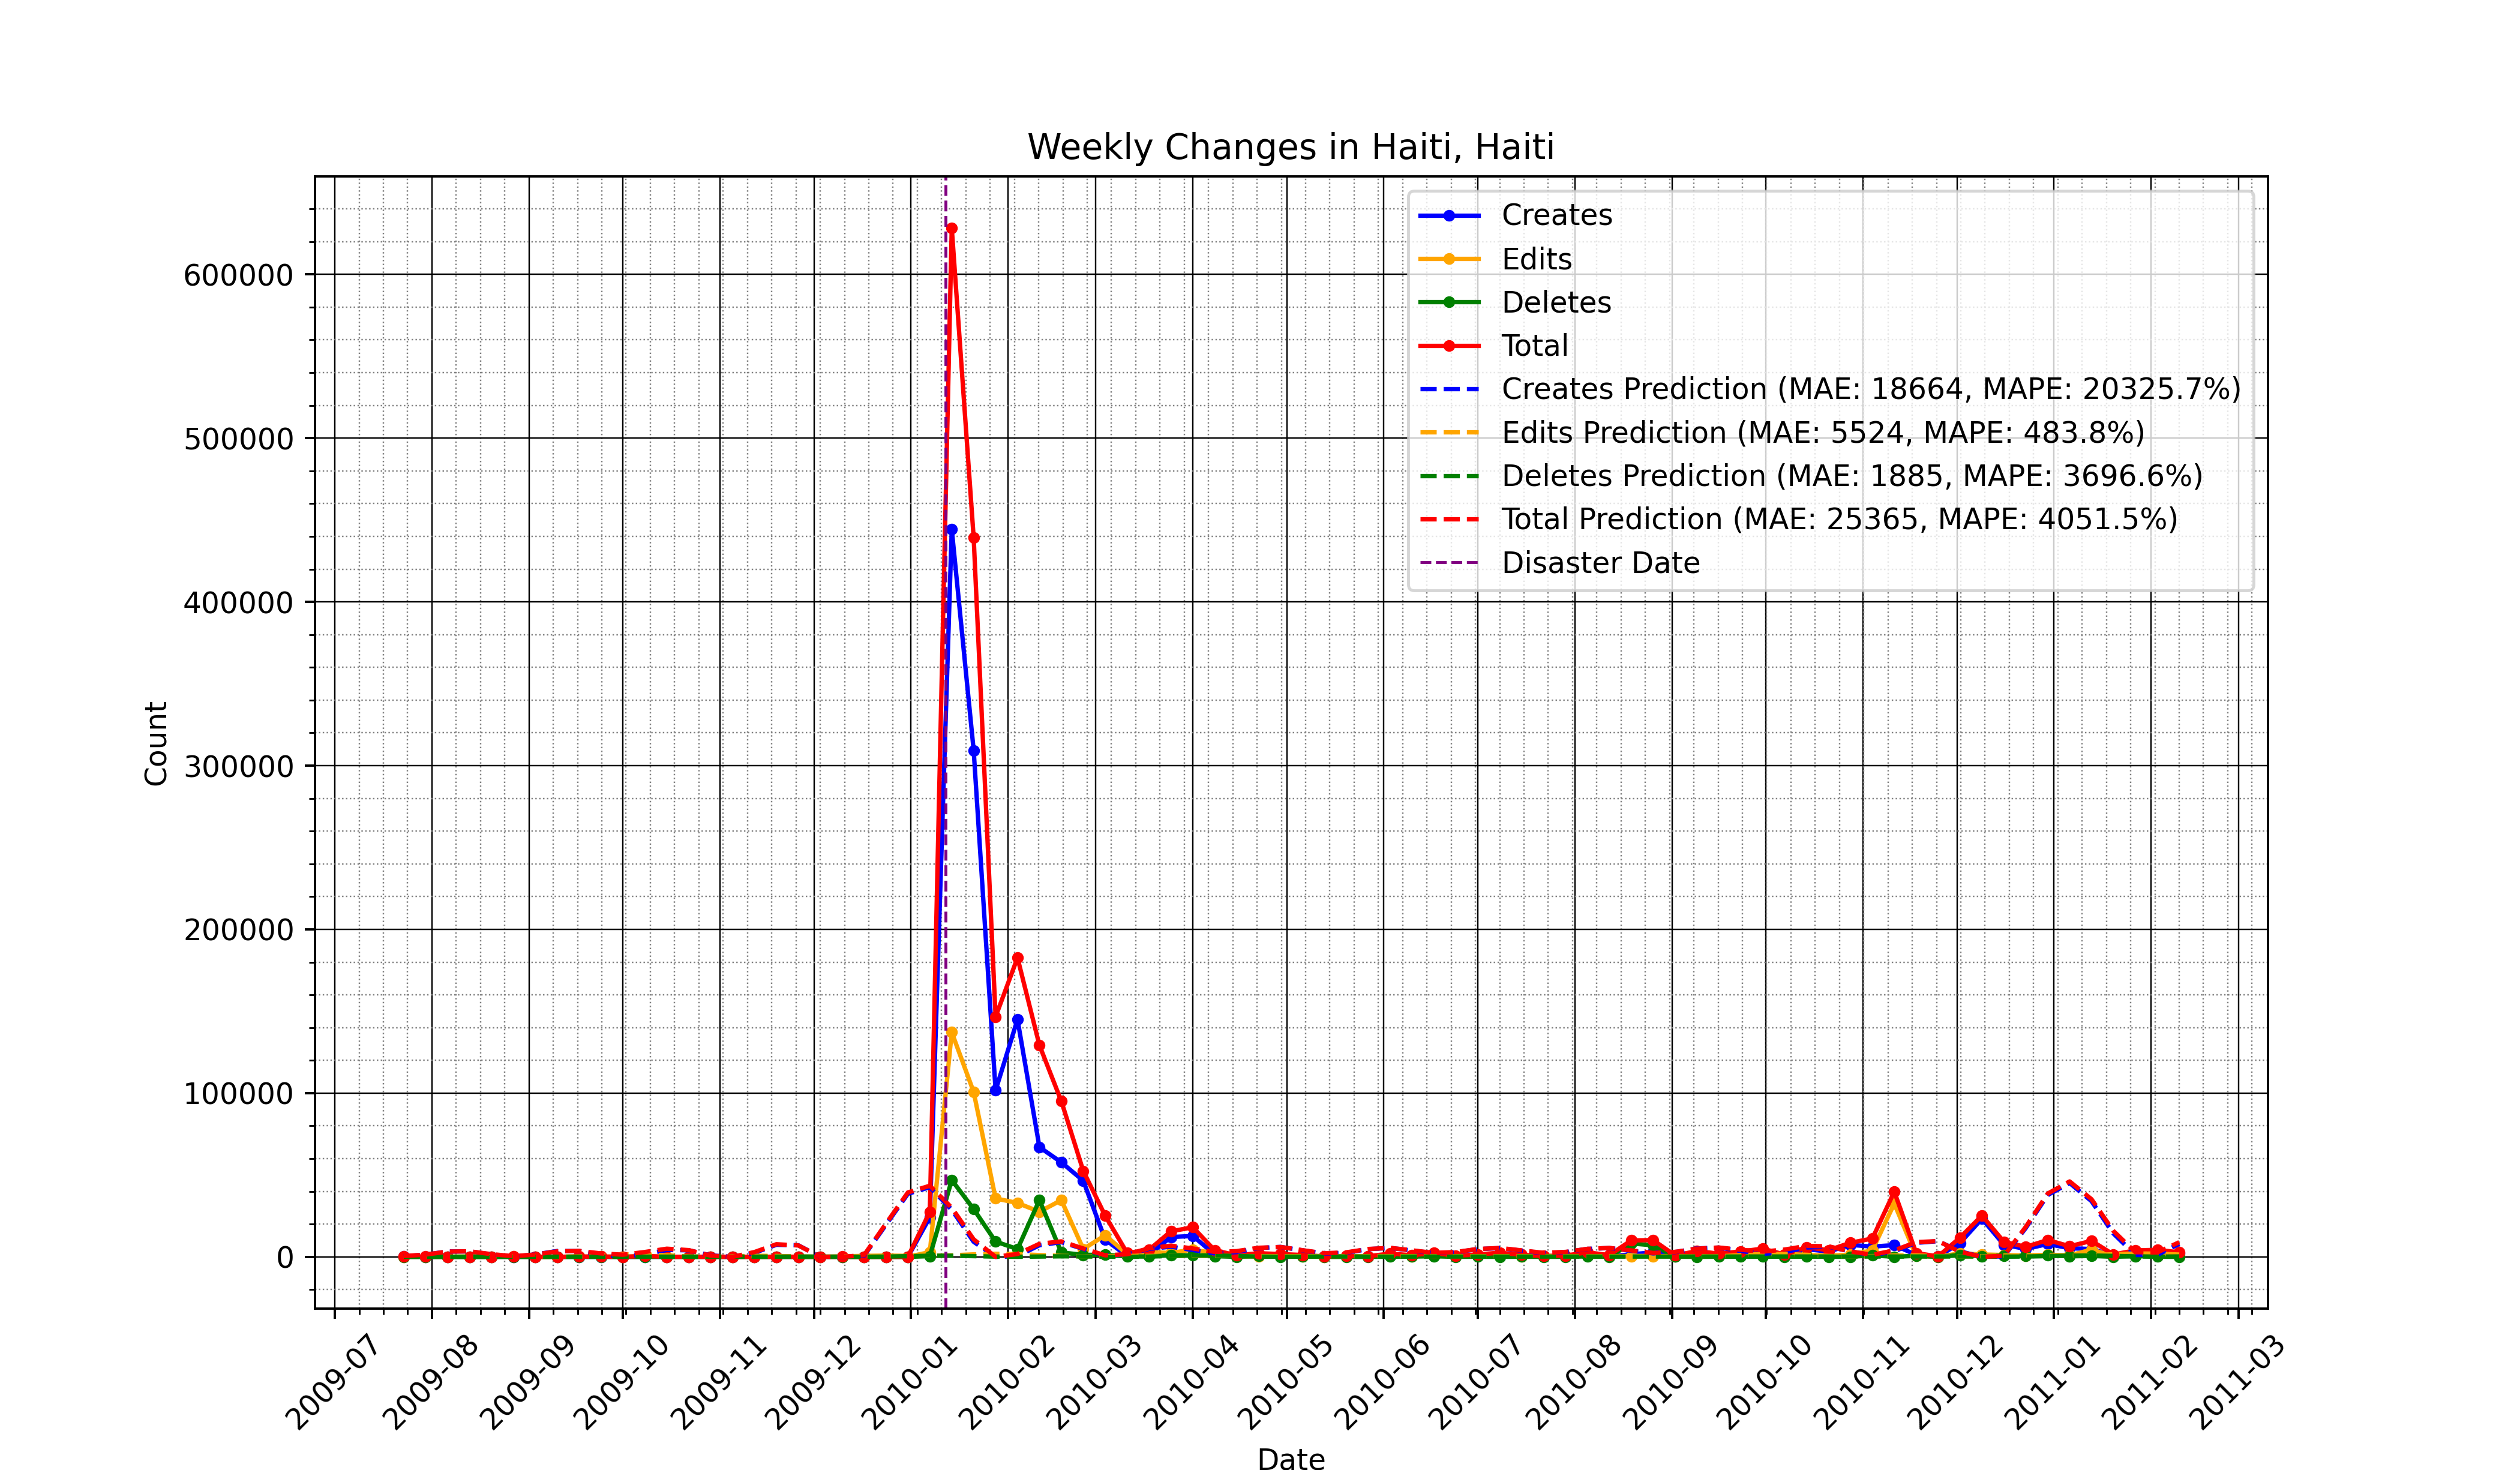 Weekly Changes in Haiti, Haiti
Creates
Edits
Deletes
Total
Creates Prediction (MAE: 18664, MAPE: 20325.7%)
Edits Prediction (MAE: 5524, MAPE: 483.8%)
Deletes Prediction (MAE: 1885, MAPE: 3696.6%)
Total Prediction (MAE: 25365, MAPE: 4051.5%)
Disaster Date
600000
500000
400000
300000
200000
100000
0
Count
2009-07
2009-08
2009-09
2009-10
2009-11
2009-12
2010-01
2010-02
2010-03
2010-04
2010-05
2010-06
2010-07
2010-08
2010-09
2010-10
2010-11
2010-12
2011-01
2011-02
2011-03
Date